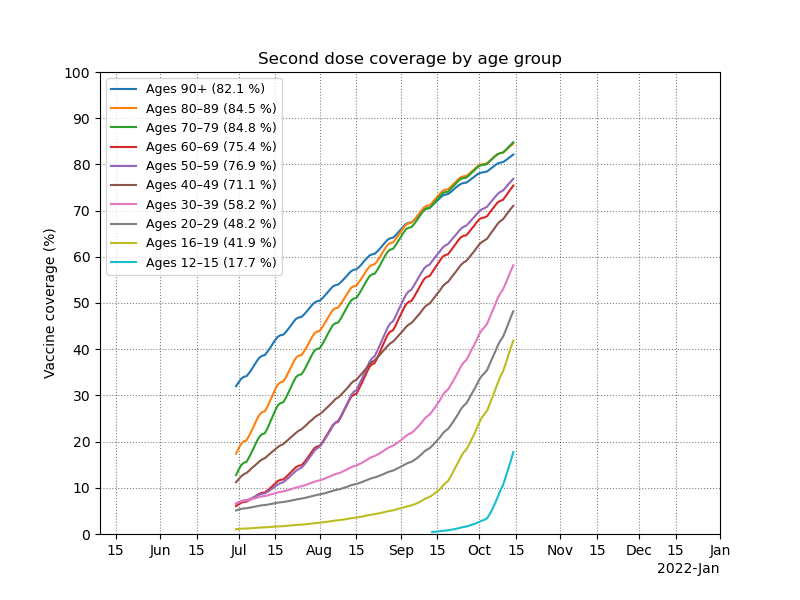 Second dose coverage by age group
Vaccine coverage (%)
100
90
80
70
60
50
40
30
20
10
0
Ages 90+ (82.1 %)
Ages 80–89 (84.5 %)
Ages 70–79 (84.8 %)
Ages 60–69 (75.4 %)
Ages 50–59 (76.9 %)
Ages 40–49 (71.1 %)
Ages 30–39 (58.2 %)
Ages 20–29 (48.2 %)
Ages 16–19 (41.9 %)
Ages 12–15 (17.7 %)
15 Jun 15 Jul 15 Aug 15 Sep 15 Oct 15 Nov 15 Dec 15 Jan
2022-Jan